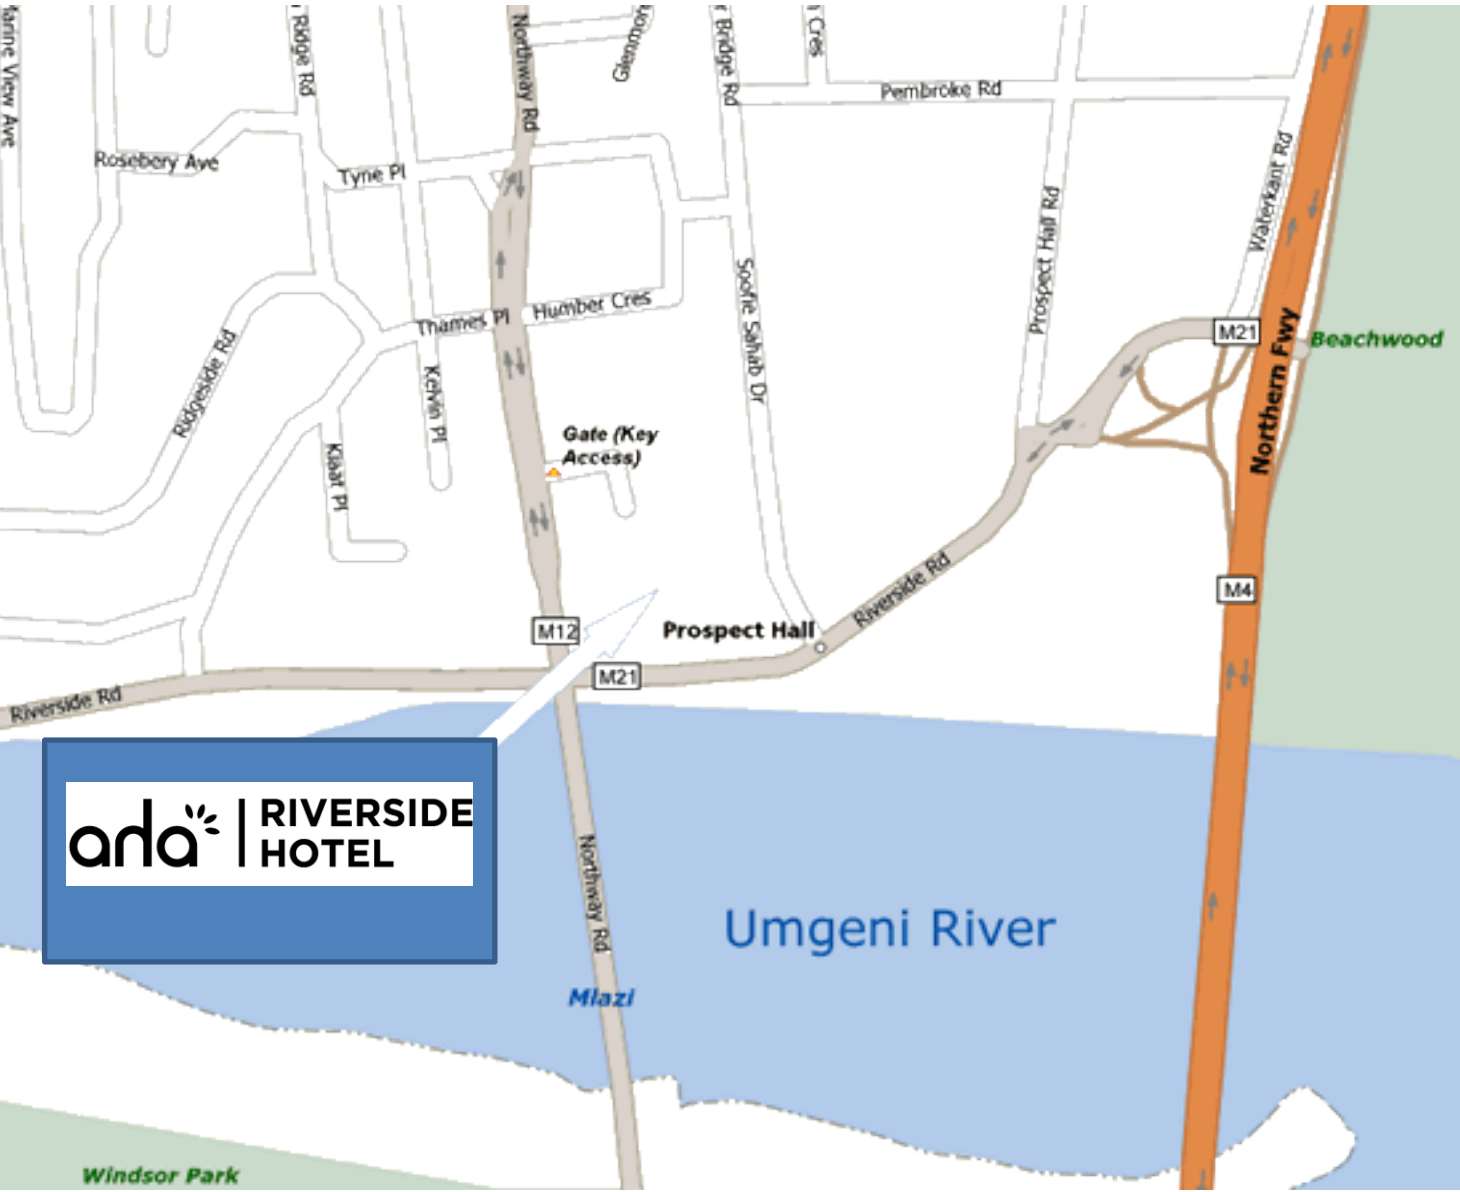 Marine View Ave
Ridge Rd
Northway Rd
Glenmore
Bridge Rd
Cres
Pembroke Rd
Rosebery Ave
Tyne Pl
Waterkant Rd
Prospect Hall Rd
Soofie Sahab Dr
Thames Pl
Humber Cres
M21
Northern Fwy
Beachwood
Ridgeside Rd
Kelvin Pl
Kiaat Pl
Gate (Key
Access)
Riverside Rd
M4
M12
Prospect Hall
M21
Riverside Rd
arla
RIVERSIDE
HOTEL
Northway Rd
Umgeni River
Mlazi
Windsor Park